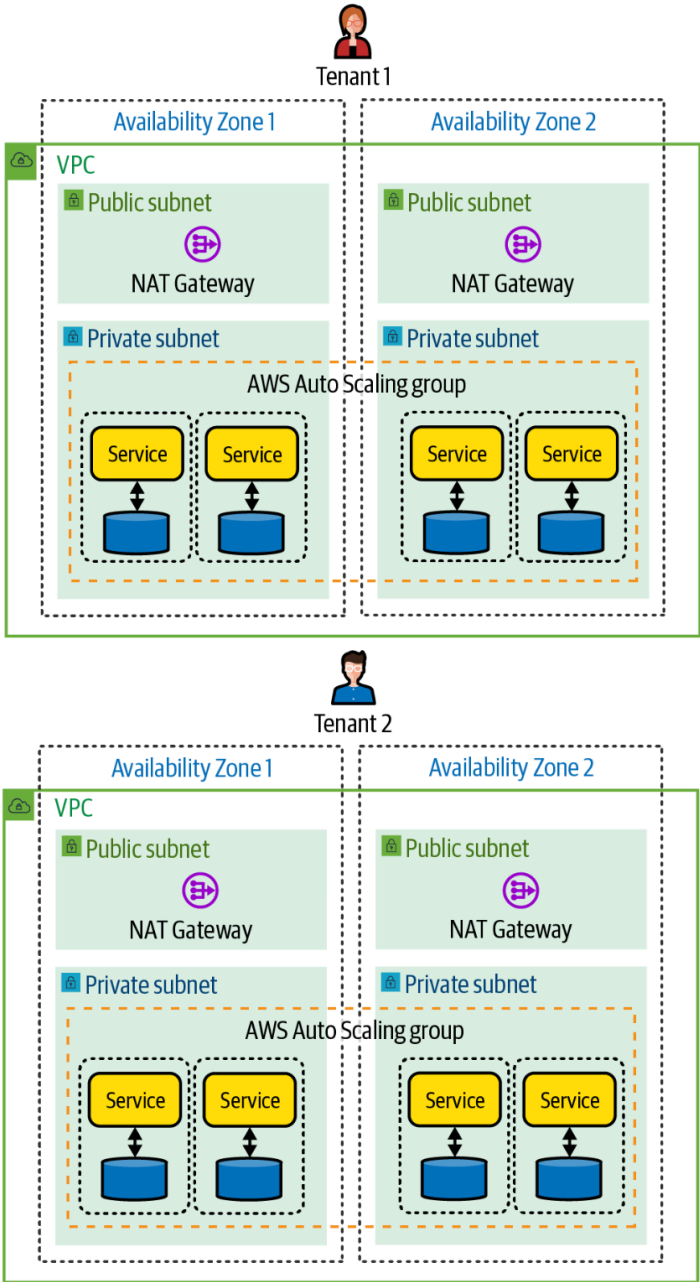 Tenant 1
Availability Zone 1
Availability Zone 2
VPC
Public subnet
Public subnet
NAT Gateway
NAT Gateway
Private subnet
Private subnet
AWS Auto Scaling group
Service
Service
Service
Service
Tenant 2
Availability Zone 1
Availability Zone 2
VPC
Public subnet
Public subnet
NAT Gateway
NAT Gateway
Private subnet
Private subnet
AWS Auto Scaling group
Service
Service
Service
Service